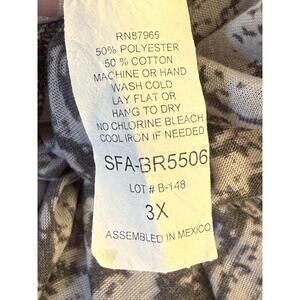 RN87965
50% POLYESTER
50 % COTTON
MACHINE OR HAND
WASH COLD
LAY FLAT OR
HANG TO DRY
NO CHLORINE BLEACH
COOL IRON IF NEEDED
SFA-BR5506
LOT # B-148
3X
ASSEMBLED IN MEXICO